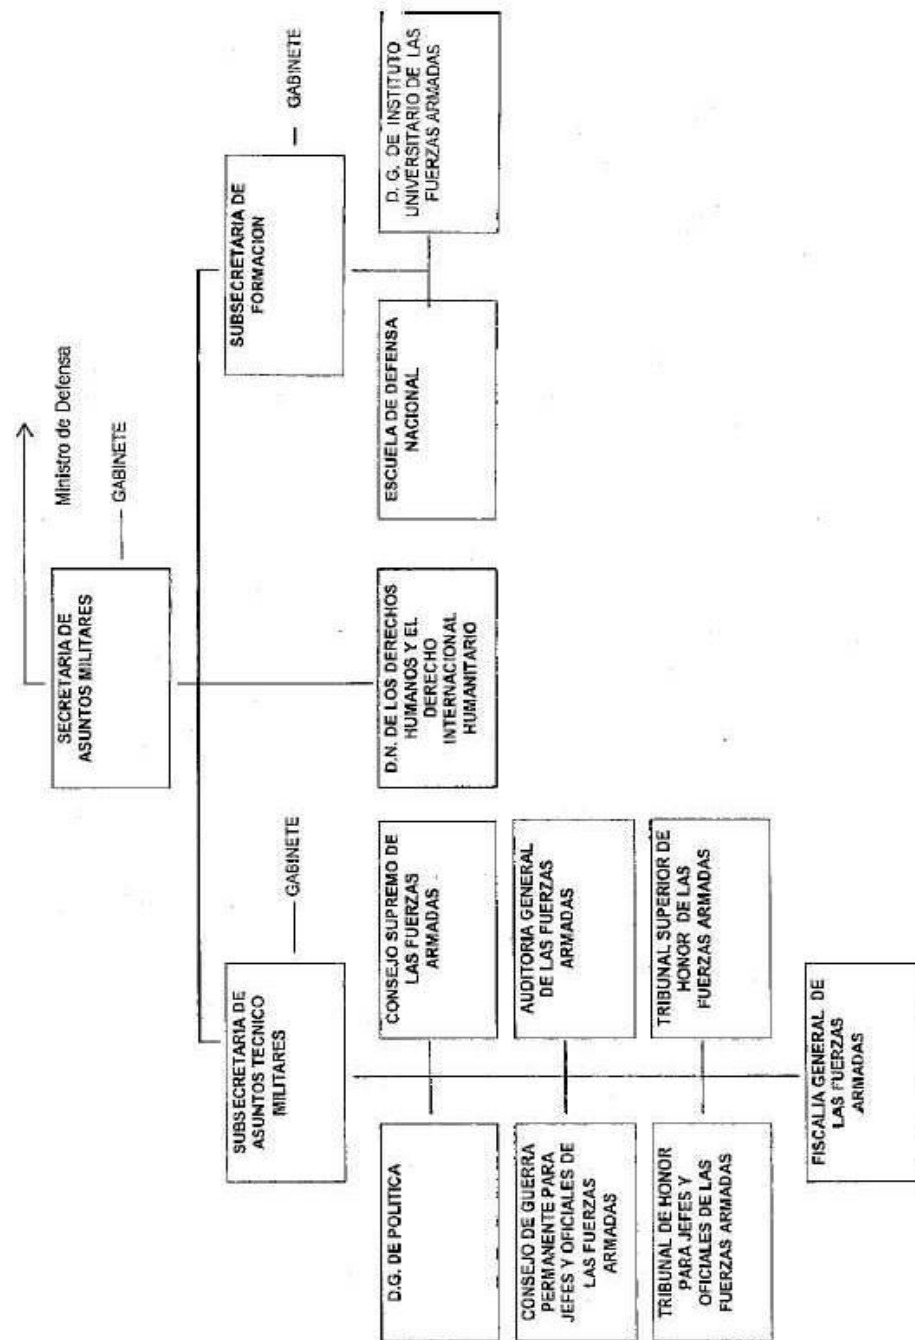 Ministro de Defensa
SECRETARIA DE
ASUNTOS MILITARES
GABINETE
SUBSECRETARIA DE
ASUNTOS TECNICO
MILITARES
GABINETE
SUBSECRETARIA DE
FORMACION
GABINETE
D.G. DE POLITICA
CONSEJO SUPREMO DE
LAS FUERZAS
ARMADAS
D.N. DE LOS DERECHOS
HUMANOS Y EL
DERECHO
INTERNACIONAL
HUMANITARIO
ESCUELA DE DEFENSA
NACIONAL
D. G. DE INSTITUTO
UNIVERSITARIO DE LAS
FUERZAS ARMADAS
CONSEJO DE GUERRA
PERMANENTE PARA
JEFES Y OFICIALES DE
LAS FUERZAS
ARMADAS
AUDITORIA GENERAL
DE LAS FUERZAS
ARMADAS
TRIBUNAL DE HONOR
PARA JEFES Y
OFICIALES DE LAS
FUERZAS ARMADAS
TRIBUNAL SUPERIOR DE
HONOR DE LAS
FUERZAS ARMADAS
FISCALIA GENERAL DE
LAS FUERZAS
ARMADAS